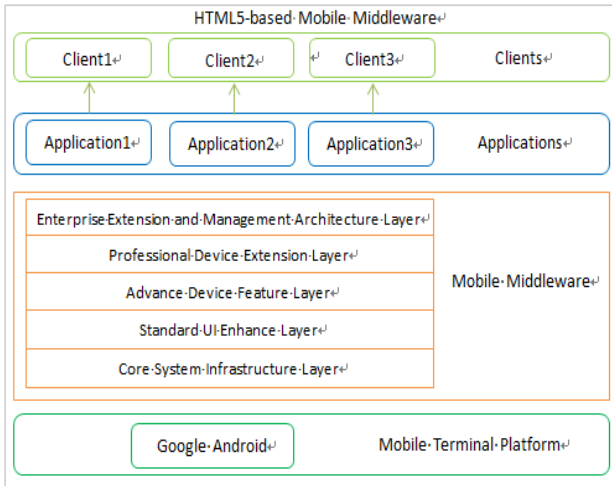 HTML5-based Mobile Middleware
Client1 Client2 Client3 Clients
Application1 Application2 Application3 Applications
Enterprise Extension and Management Architecture Layer
Professional Device Extension Layer
Advance Device Feature Layer
Mobile Middleware
Standard UI Enhance Layer
Core System Infrastructure Layer
Google Android Mobile Terminal Platform